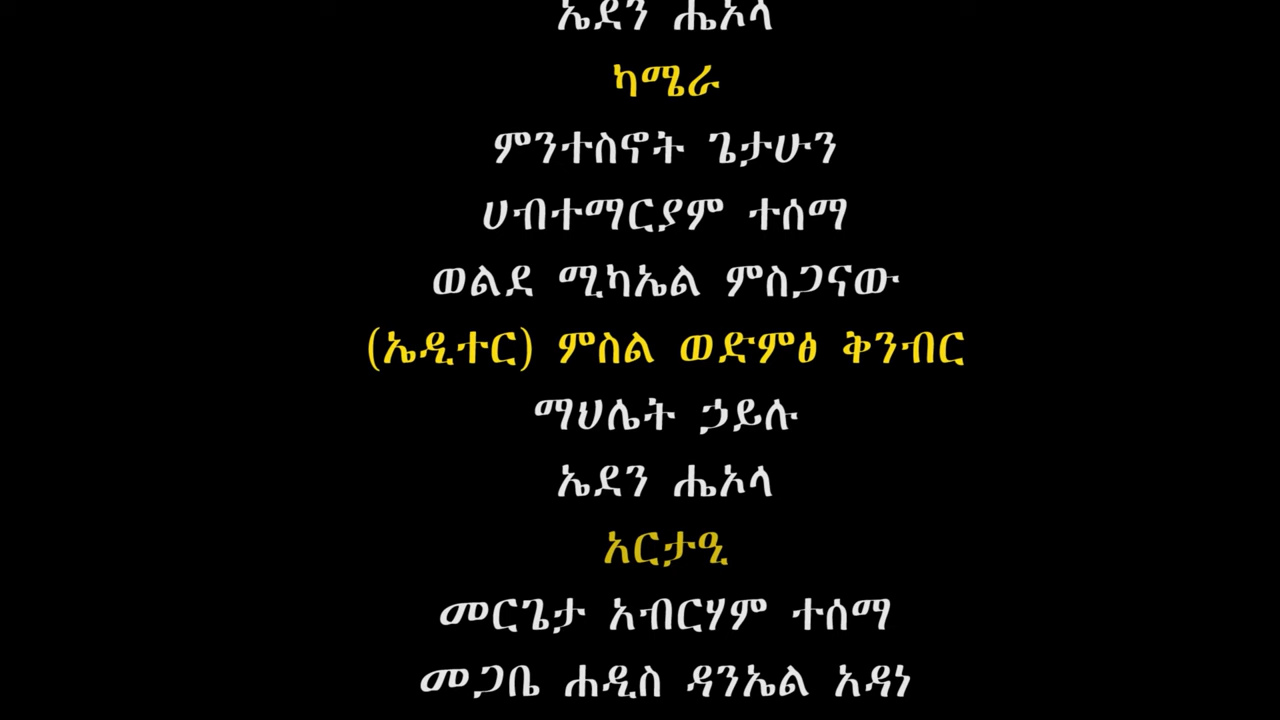 ኤደን ሔኦላ
ካሜራ
ምንተስኖት ጌታሁን
ሀብተማርያም ተሰማ
ወልደ ሚካኤል ምስጋናው
(ኤዲተር) ምስል ወድምፅ ቅንብር
ማህሌት ኃይሉ
ኤደን ሔኦላ
አርታዒ
መርጌታ አብርሃም ተሰማ
መጋቤ ሐዲስ ዳንኤል አዳነ